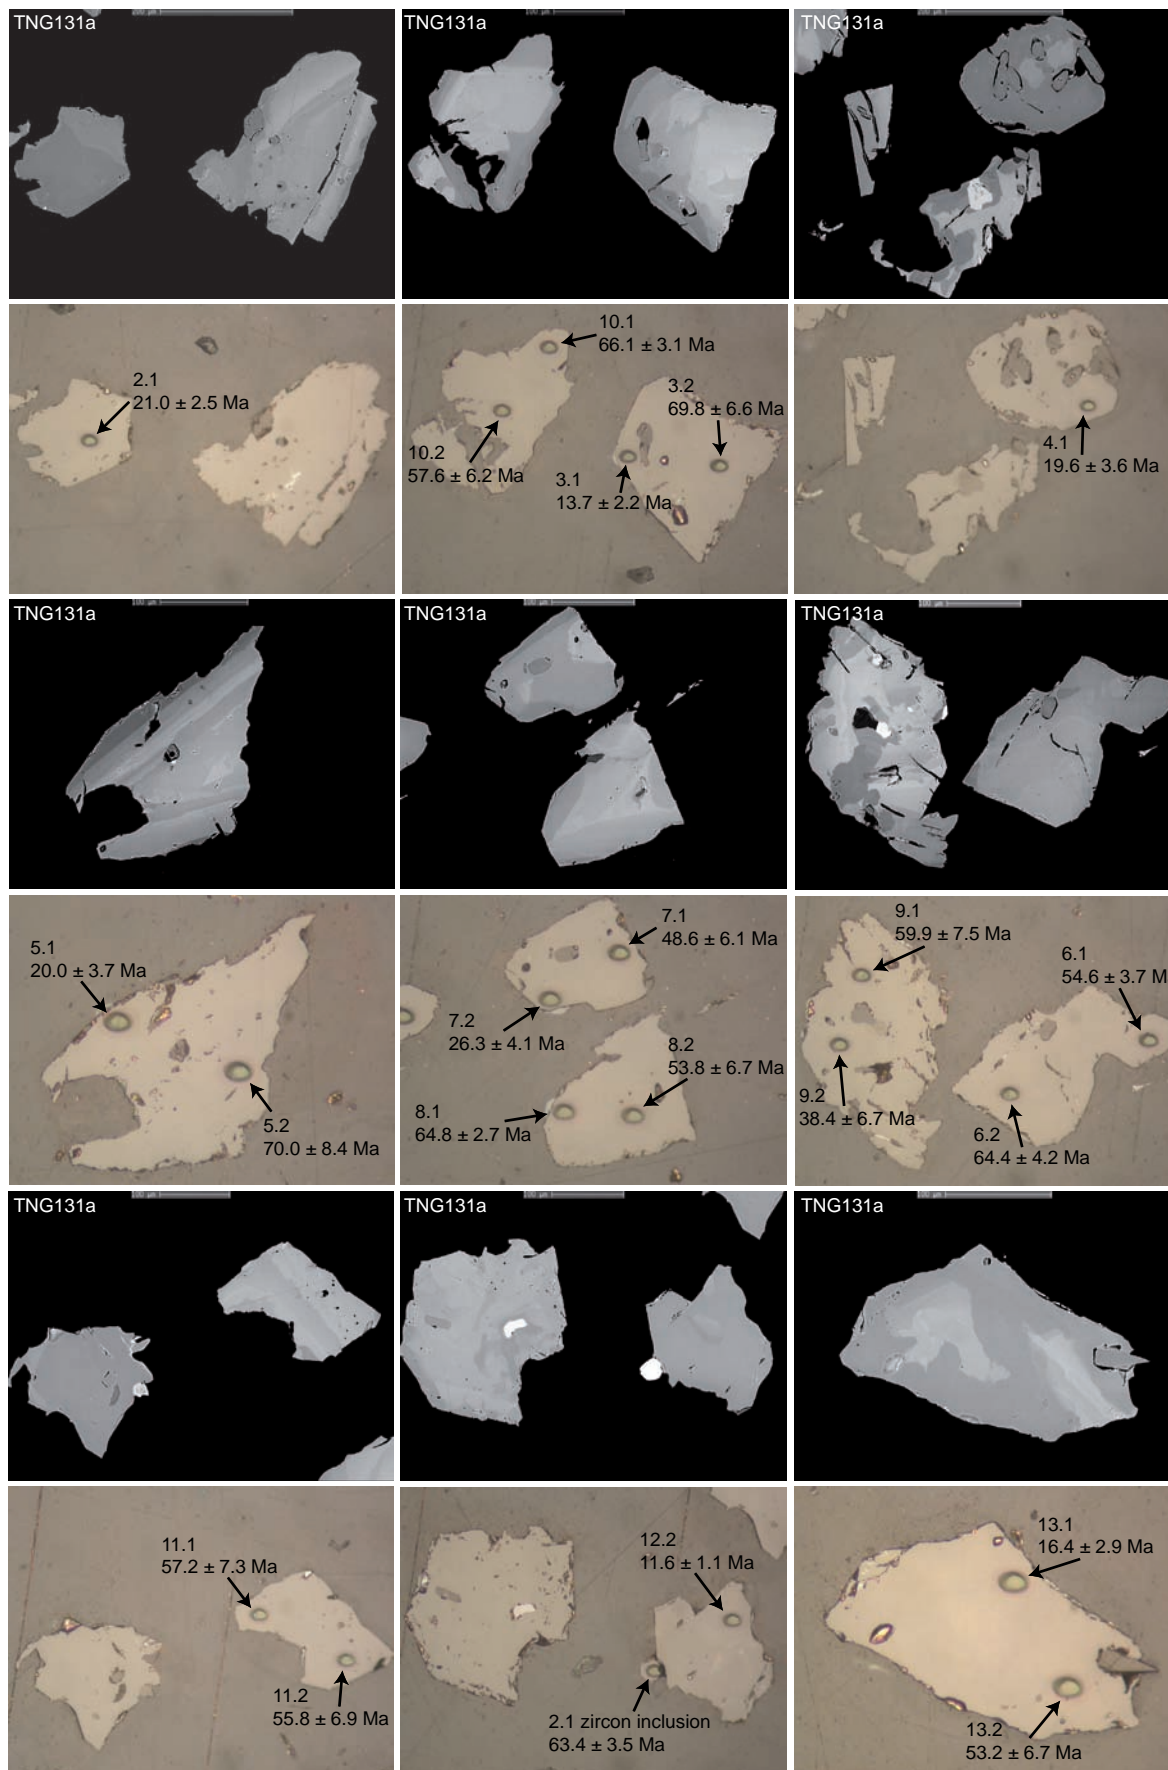 TNG131a
TNG131a
TNG131a
2.1
21.0 ± 2.5 Ma
10.1
66.1 ± 3.1 Ma
3.2
69.8 ± 6.6 Ma
10.2
57.6 ± 6.2 Ma
3.1
13.7 ± 2.2 Ma
4.1
19.6 ± 3.6 Ma
TNG131a
TNG131a
TNG131a
5.1
20.0 ± 3.7 Ma
5.2
70.0 ± 8.4 Ma
7.1
48.6 ± 6.1 Ma
7.2
26.3 ± 4.1 Ma
8.2
53.8 ± 6.7 Ma
8.1
64.8 ± 2.7 Ma
9.1
59.9 ± 7.5 Ma
6.1
54.6 ± 3.7 M
9.2
38.4 ± 6.7 Ma
6.2
64.4 ± 4.2 Ma
TNG131a
TNG131a
TNG131a
11.1
57.2 ± 7.3 Ma
11.2
55.8 ± 6.9 Ma
12.2
11.6 ± 1.1 Ma
2.1 zircon inclusion
63.4 ± 3.5 Ma
13.1
16.4 ± 2.9 Ma
13.2
53.2 ± 6.7 Ma